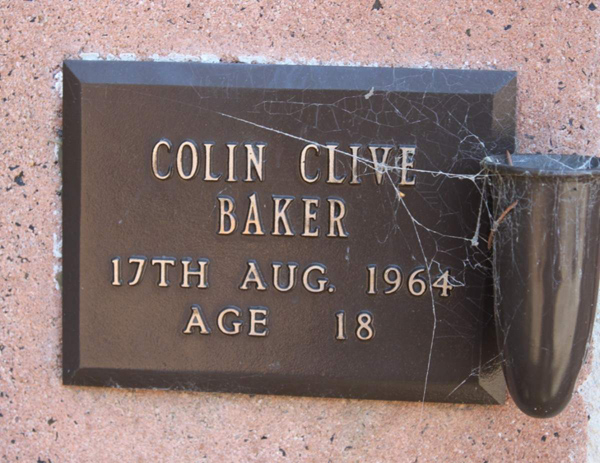 COLIN CLIVE
BAKER
17TH AUG. 1964
AGE 18